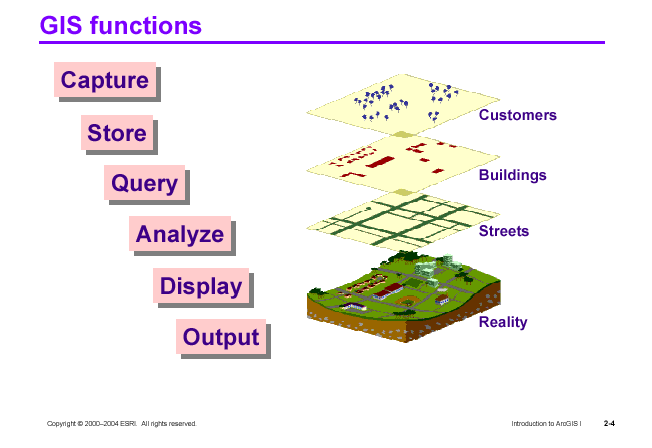 GIS functions
Capture
Store
Query
Analyze
Display
Output
Customers
Buildings
Streets
Reality
Copyright © 2000–2004 ESRI. All rights reserved.
Introduction to ArcGIS I
2-4